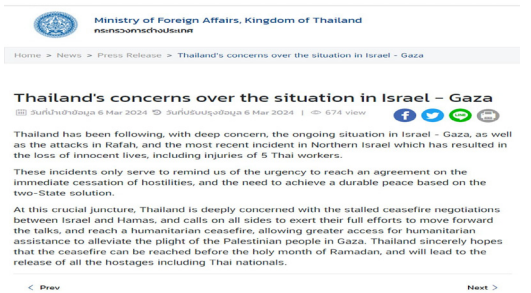 Ministry of Foreign Affairs, Kingdom of Thailand
กระทรวงการต่างประเทศ
Home > News > Press Release > Thailand's concerns over the situation in Israel - Gaza
Thailand's concerns over the situation in Israel – Gaza
วันที่นำเข้าข้อมูล 6 Mar 2024 วันที่ปรับปรุงข้อมูล 6 Mar 2024 | 674 view
LINE
Thailand has been following, with deep concern, the ongoing situation in Israel - Gaza, as well
as the attacks in Rafah, and the most recent incident in Northern Israel which has resulted in
the loss of innocent lives, including injuries of 5 Thai workers.
These incidents only serve to remind us of the urgency to reach an agreement on the
immediate cessation of hostilities, and the need to achieve a durable peace based on the
two-State solution.
At this crucial juncture, Thailand is deeply concerned with the stalled ceasefire negotiations
between Israel and Hamas, and calls on all sides to exert their full efforts to move forward
the talks, and reach a humanitarian ceasefire, allowing greater access for humanitarian
assistance to alleviate the plight of the Palestinian people in Gaza. Thailand sincerely hopes
that the ceasefire can be reached before the holy month of Ramadan, and will lead to the
release of all the hostages including Thai nationals.
< Prev
Next >